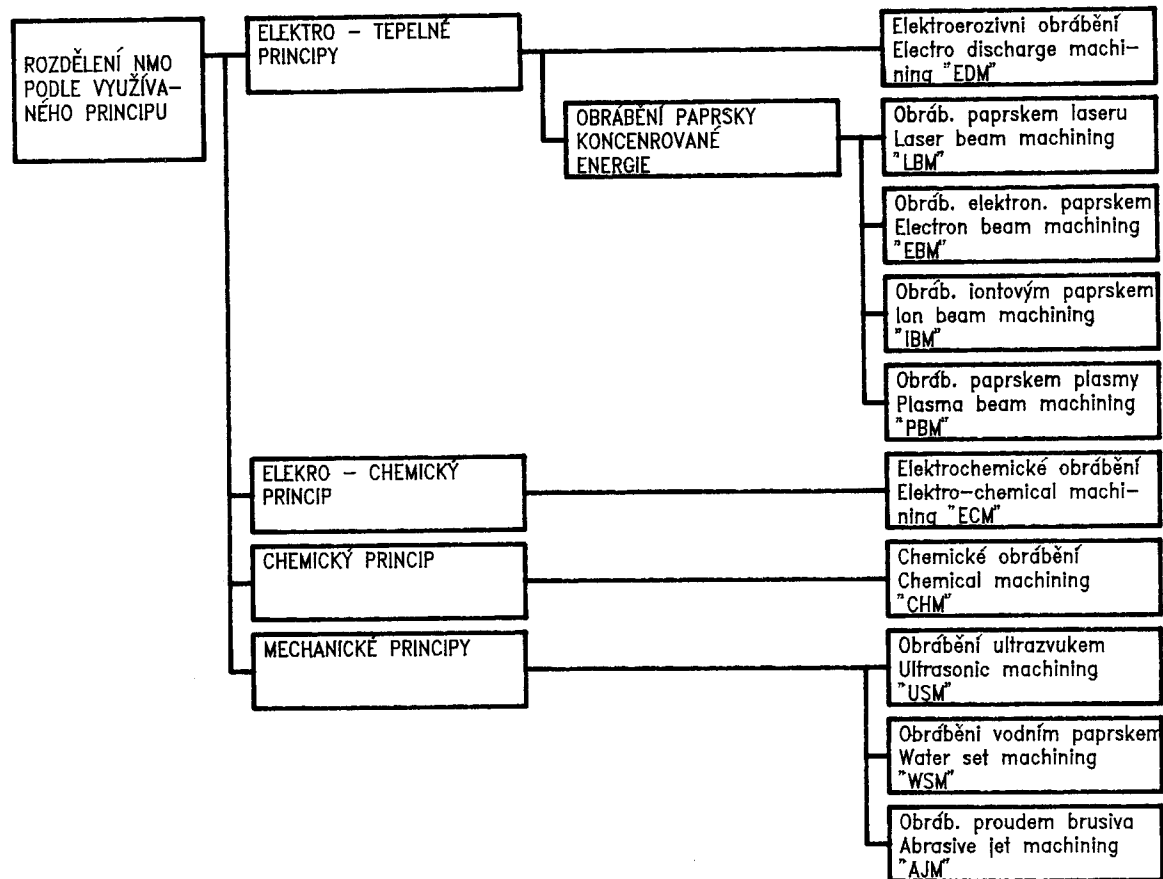 ROZDĚLENÍ NMO
PODLE VYUŽÍVA-
NÉHO PRINCIPU
ELEKTRO - TEPELNÉ
PRINCIPY
OBRÁBĚNÍ PAPRSKY
KONCENROVANÉ
ENERGIE
Elektroerozivni obrábění
Electro discharge machi-
ning "EDM"
Obráb. paprskem laseru
Laser beam machining
"LBM"
Obráb. elektron. paprskem
Electron beam machining
"EBM"
Obráb. iontovým paprskem
Ion beam machining
"IBM"
Obráb. paprskem plasmy
Plasma beam machining
"PBM"
ELEKRO - CHEMICKÝ
PRINCIP
Elektrochemické obrábění
Elektro-chemical machi-
ning "ECM"
CHEMICKÝ PRINCIP
Chemické obrábění
Chemical machining
"CHM"
MECHANICKÉ PRINCIPY
Obrábění ultrazvukem
Ultrasonic machining
"USM"
Obráběni vodním paprskem
Water set machining
"WSM"
Obráb. proudem brusiva
Abrasive jet machining
"AJM"